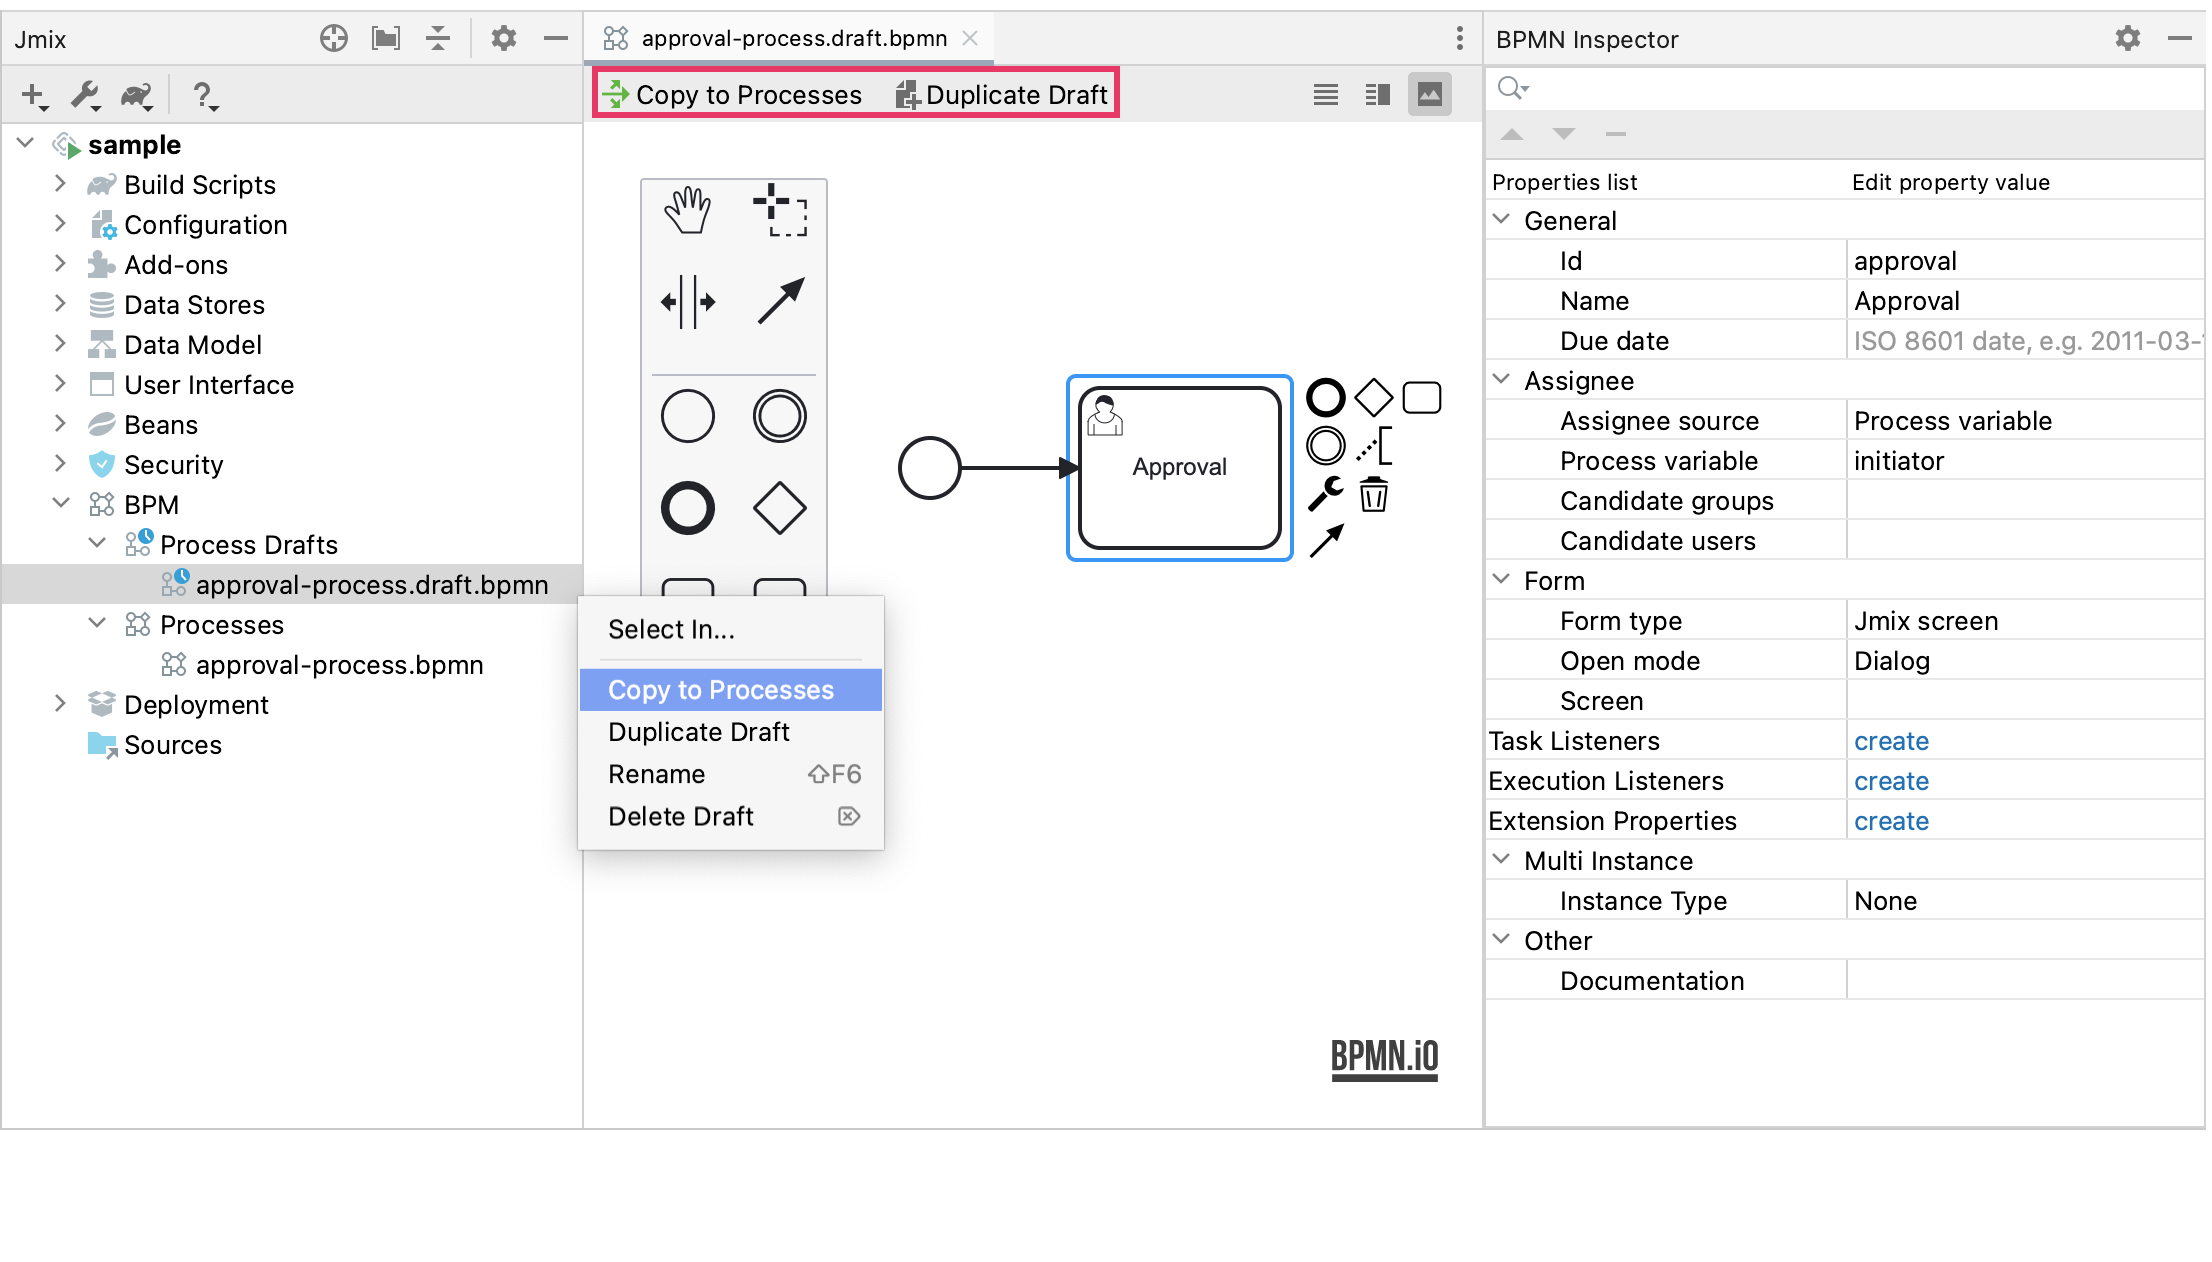 Jmix
approval-process.draft.bpmn
BPMN Inspector
Copy to Processes
Duplicate Draft
sample
Build Scripts
Configuration
Add-ons
Data Stores
Data Model
User Interface
Beans
Security
BPM
Process Drafts
approval-process.draft.bpmn
Processes
approval-process.bpmn
Deployment
Sources
Approval
Select In...
Copy to Processes
Duplicate Draft
Rename ⇧F6
Delete Draft
BPMN.iO
Properties list Edit property value
General
Id approval
Name Approval
Due date ISO 8601 date, e.g. 2011-03-
Assignee
Assignee source Process variable
Process variable initiator
Candidate groups
Candidate users
Form
Form type Jmix screen
Open mode Dialog
Screen
Task Listeners create
Execution Listeners create
Extension Properties create
Multi Instance
Instance Type None
Other
Documentation